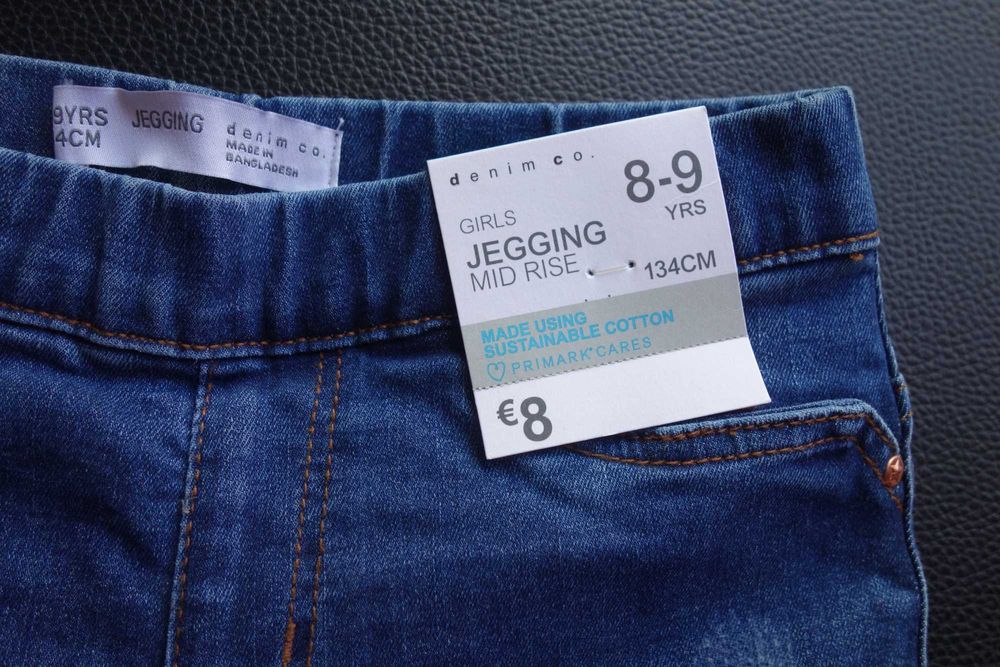 9YRS
4CM
JEGGING
denim co.
MADE IN
BANGLADESH
denim co.
8-9
YRS
GIRLS
JEGGING
MID RISE
134CM
MADE USING
SUSTAINABLE COTTON
PRIMARK CARES
€8